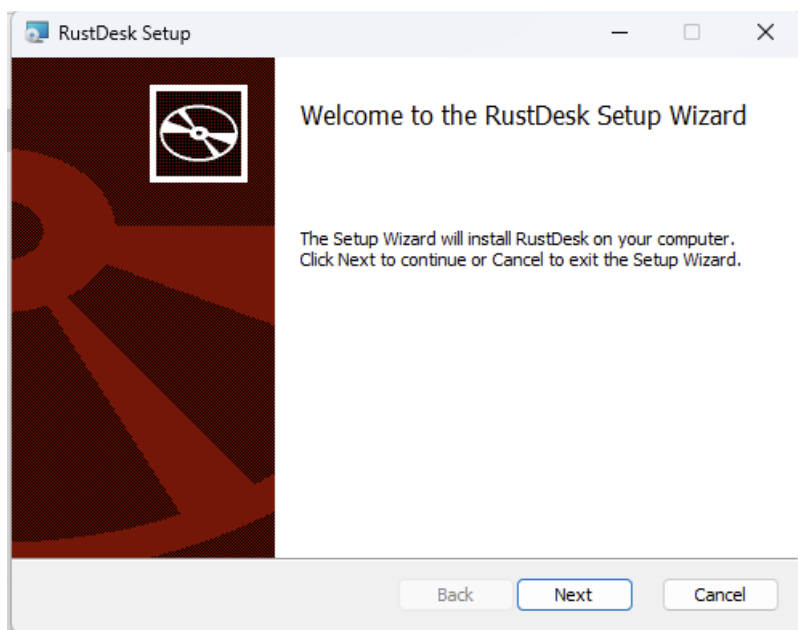 RustDesk Setup
Welcome to the RustDesk Setup Wizard
The Setup Wizard will install RustDesk on your computer.
Click Next to continue or Cancel to exit the Setup Wizard.
Back Next Cancel